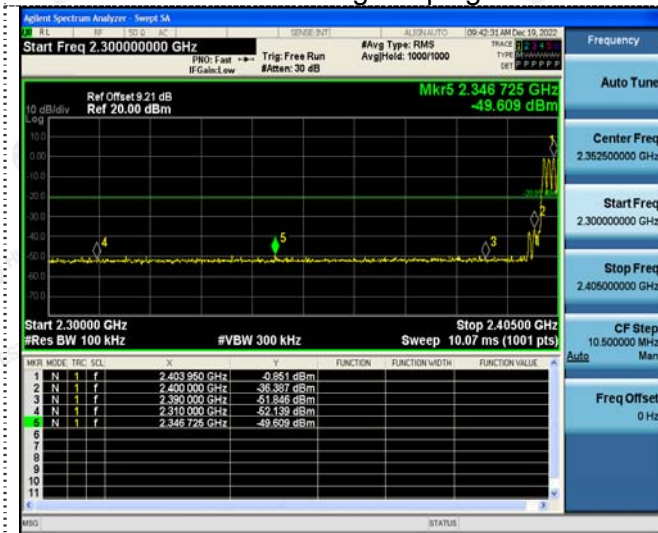 Agilent Spectrum Analyzer - Swept SA
RL RF 50 Ω AC SENSE:INT ALIGNAUTO 09:42:31 AM Dec 19, 2022
Start Freq 2.300000000 GHz
PNO: Fast Trig: Free Run
IFGain:Low #Atten: 30 dB
#Avg Type: RMS
Avg|Held: 1000/1000
TRACE 1 2 3 4 5 6
TYPE
DET P P P P P P
Ref Offset 9.21 dB
Ref 20.00 dBm
10 dB/div
Log
Mkr5 2.346 725 GHz
-49.609 dBm
10.0
0.00
-10.0
-20.0
-30.0
-40.0
-50.0
-60.0
-70.0
1
2
3
4
5
Start 2.30000 GHz Stop 2.40500 GHz
#Res BW 100 kHz #VBW 300 kHz Sweep 10.07 ms (1001 pts)
MKR MODE TRC SCL X Y FUNCTION FUNCTION WIDTH FUNCTION VALUE
1 N 1 f 2.403 950 GHz -0.851 dBm
2 N 1 f 2.400 000 GHz -36.387 dBm
3 N 1 f 2.390 000 GHz -51.846 dBm
4 N 1 f 2.310 000 GHz -52.139 dBm
5 N 1 f 2.346 725 GHz -49.609 dBm
6
7
8
9
10
11
MSG STATUS
Frequency
Auto Tune
Center Freq
2.352500000 GHz
Start Freq
2.300000000 GHz
Stop Freq
2.405000000 GHz
CF Step
10.500000 MHz
Auto Man
Freq Offset
0 Hz